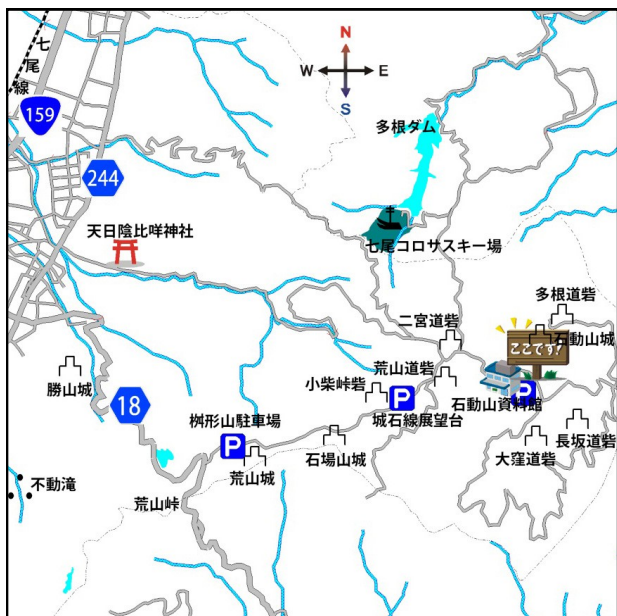 七尾線
N
W
E
S
159
多根ダム
244
天日陰比咩神社
七尾コロサスキー場
多根道砦
二宮道砦
石動山城
ここです!
荒山道砦
小柴峠砦
勝山城
P
P
石動山資料館
18
桝形山駐車場
城石線展望台
長坂道砦
P
大窪道砦
荒山城
石場山城
不動滝
荒山峠